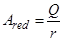 A_red = Q/r